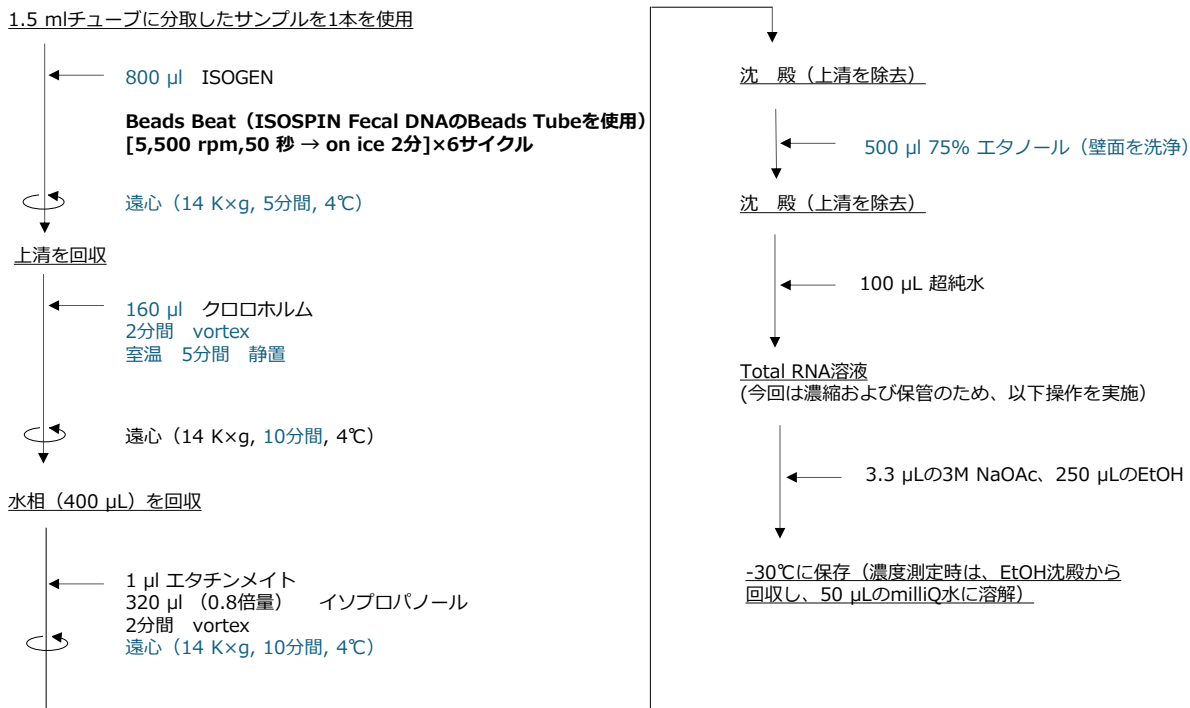 1.5 mlチューブに分取したサンプルを1本を使用
800 µl　ISOGEN
Beads Beat（ISOSPIN Fecal DNAのBeads Tubeを使用）
[5,500 rpm,50 秒 → on ice 2分]×6サイクル
遠心（14 K×g, 5分間, 4℃）
上清を回収
160 µl　クロロホルム
2分間　vortex
室温　5分間　静置
遠心（14 K×g, 10分間, 4℃）
水相（400 µL）を回収
1 µl エタチンメイト
320 µl （0.8倍量）　イソプロパノール
2分間　vortex
遠心（14 K×g, 10分間, 4℃）
沈　殿（上清を除去）
500 µl 75% エタノール（壁面を洗浄）
沈　殿（上清を除去）
100 µL 超純水
Total RNA溶液
(今回は濃縮および保管のため、以下操作を実施）
3.3 µLの3M NaOAc、250 µLのEtOH
-30℃に保存（濃度測定時は、EtOH沈殿から
回収し、50 µLのmilliQ水に溶解）